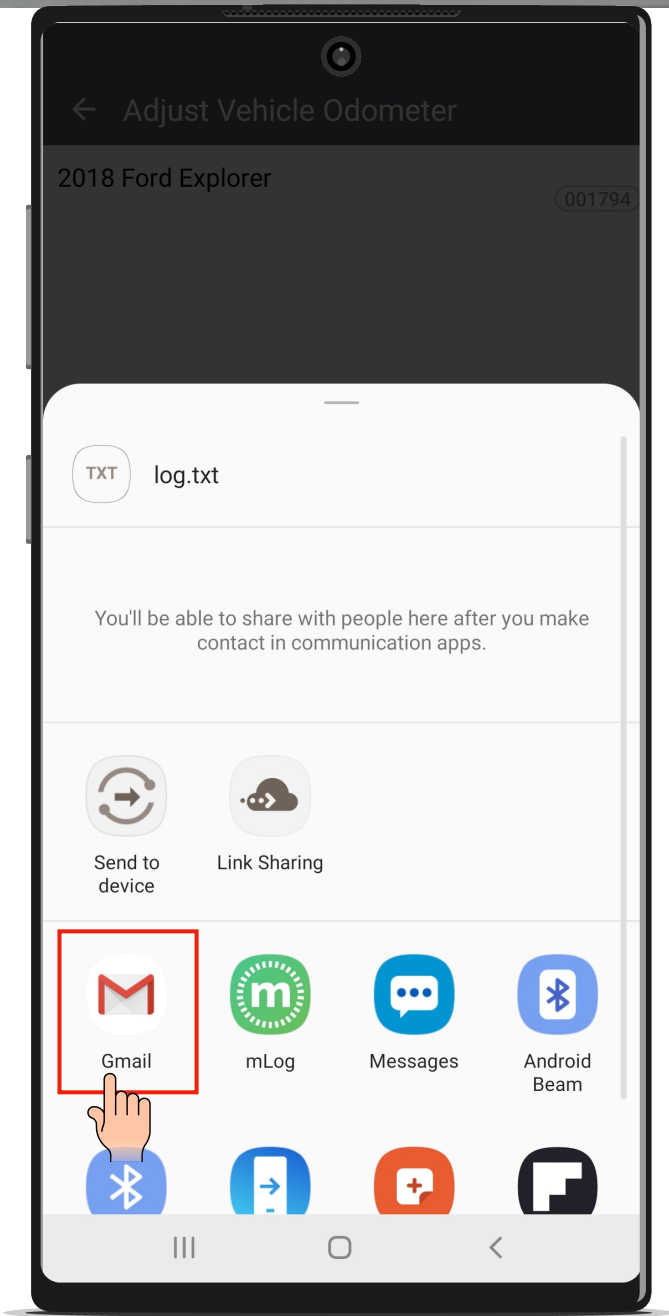 Adjust Vehicle Odometer
2018 Ford Explorer
001794
TXT
log.txt
You'll be able to share with people here after you make
contact in communication apps.
Send to
device
Link Sharing
Gmail
mLog
Messages
Android
Beam